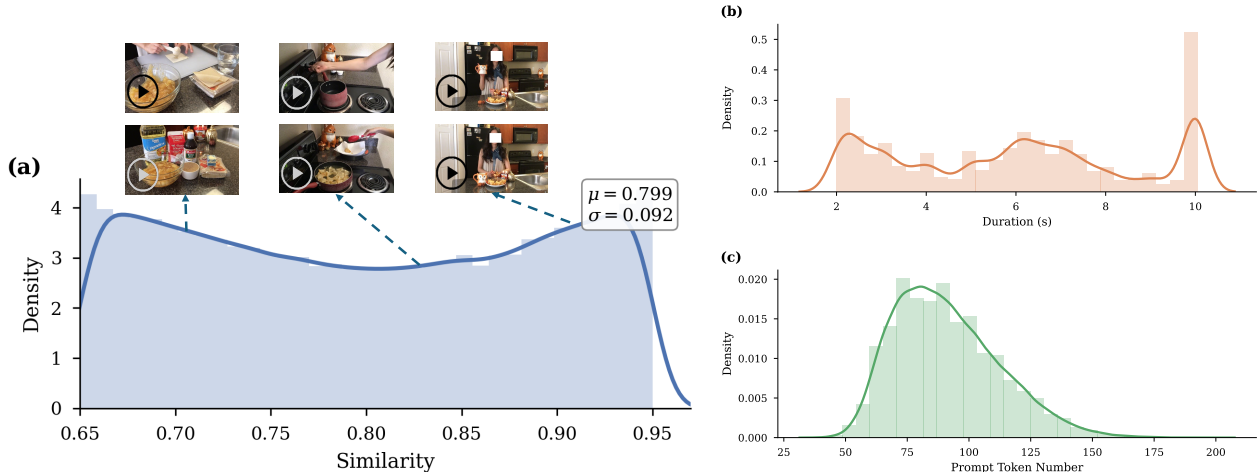 (a)
μ = 0.799
σ = 0.092
Density
4
3
2
1
0
0.65 0.70 0.75 0.80 0.85 0.90 0.95
Similarity
(b)
Density
0.5
0.4
0.3
0.2
0.1
0.0
2 4 6 8 10
Duration (s)
(c)
Density
0.020
0.015
0.010
0.005
0.000
25 50 75 100 125 150 175 200
Prompt Token Number